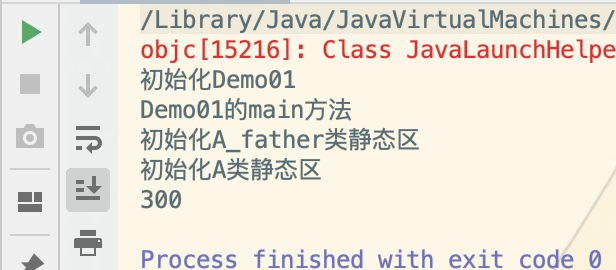 /Library/Java/JavaVirtualMachines/
objc[15216]: Class JavaLaunchHelpe
初始化Demo01
Demo01的main方法
初始化A_father类静态区
初始化A类静态区
300
Process finished with exit code 0